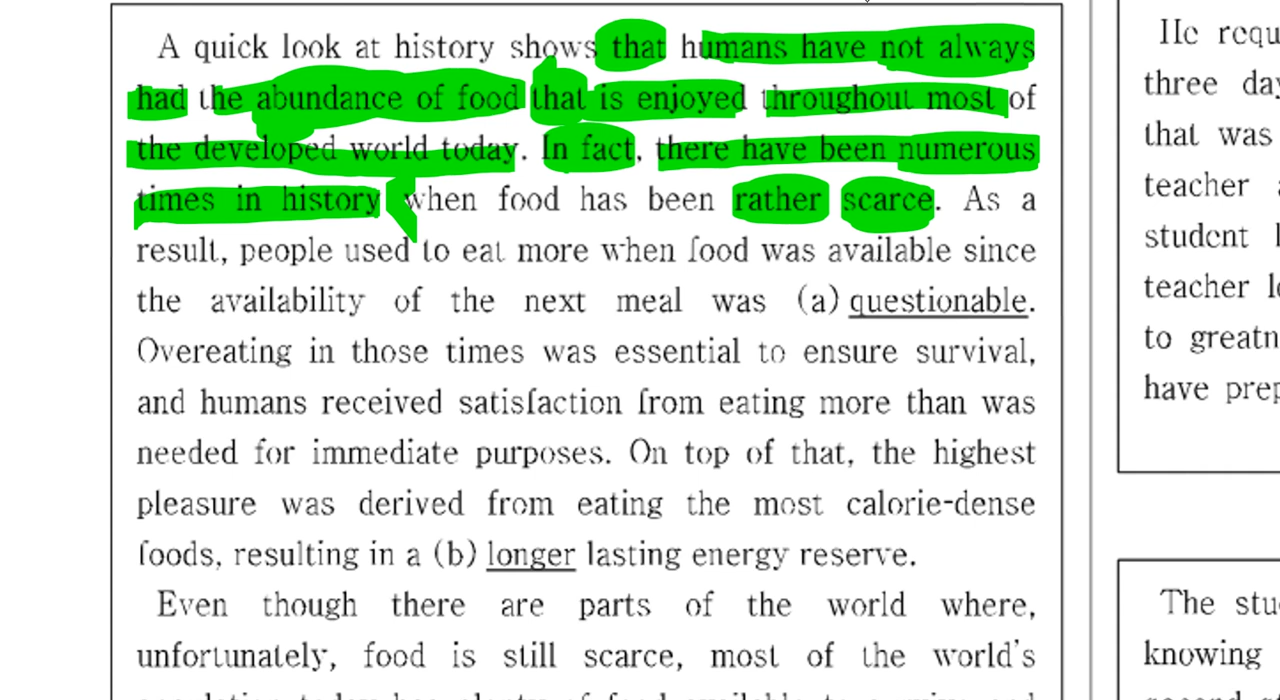 A quick look at history shows that humans have not always
had the abundance of food that is enjoyed throughout most of
the developed world today. In fact, there have been numerous
times in history when food has been rather scarce. As a
result, people used to eat more when food was available since
the availability of the next meal was (a) questionable.
Overeating in those times was essential to ensure survival,
and humans received satisfaction from eating more than was
needed for immediate purposes. On top of that, the highest
pleasure was derived from eating the most calorie-dense
foods, resulting in a (b) longer lasting energy reserve.
Even though there are parts of the world where,
unfortunately, food is still scarce, most of the world's
He
three
that was
teacher
student
teacher
to
have
The
knowing